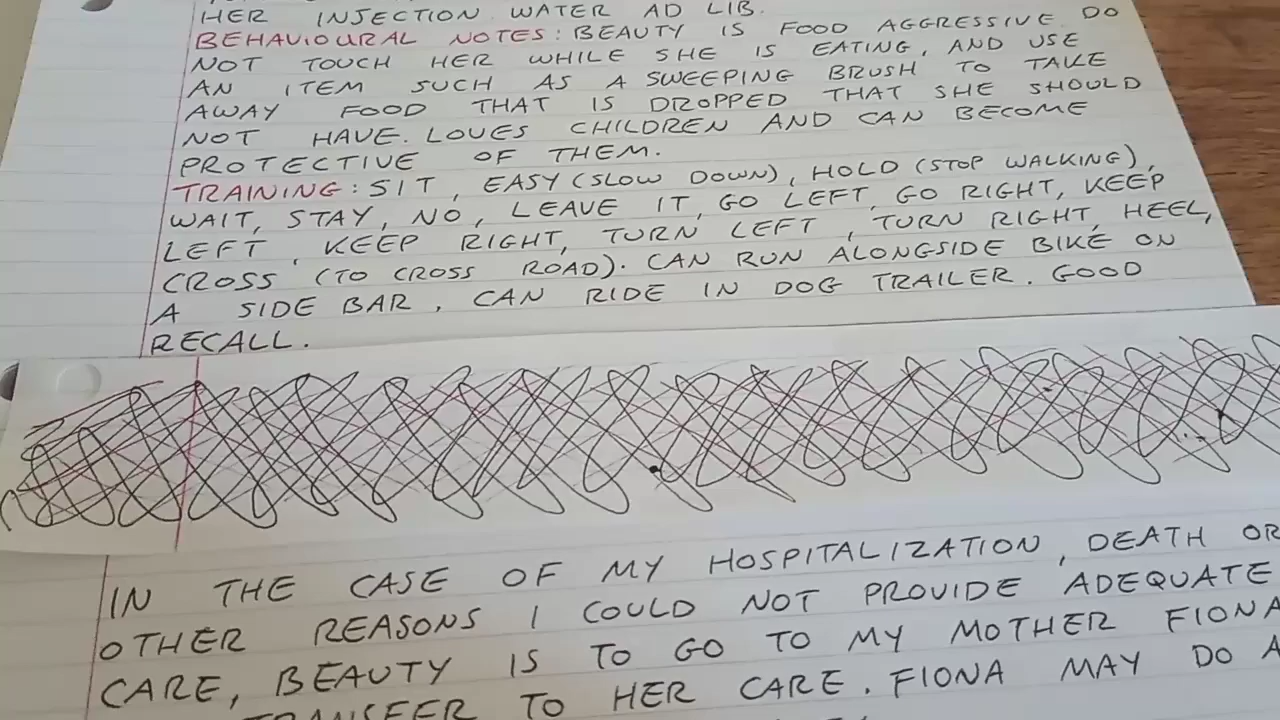 HER INJECTION. WATER AD LIB.
BEHAVIOURAL NOTES: BEAUTY IS FOOD AGGRESSIVE. DO
NOT TOUCH HER WHILE SHE IS EATING, AND USE
AN ITEM SUCH AS A SWEEPING BRUSH TO TAKE
AWAY FOOD THAT IS DROPPED THAT SHE SHOULD
NOT HAVE. LOVES CHILDREN AND CAN BECOME
PROTECTIVE OF THEM.
TRAINING: SIT, EASY (SLOW DOWN), HOLD (STOP WALKING),
WAIT, STAY, NO, LEAVE IT, GO LEFT, GO RIGHT, KEEP
LEFT, KEEP RIGHT, TURN LEFT, TURN RIGHT, HEEL,
CROSS (TO CROSS ROAD). CAN RUN ALONGSIDE BIKE ON
A SIDE BAR, CAN RIDE IN DOG TRAILER. GOOD
RECALL.
IN THE CASE OF MY HOSPITALIZATION, DEATH OR
OTHER REASONS I COULD NOT PROVIDE ADEQUATE
CARE, BEAUTY IS TO GO TO MY MOTHER FIONA
TRANSFER TO HER CARE. FIONA MAY DO A